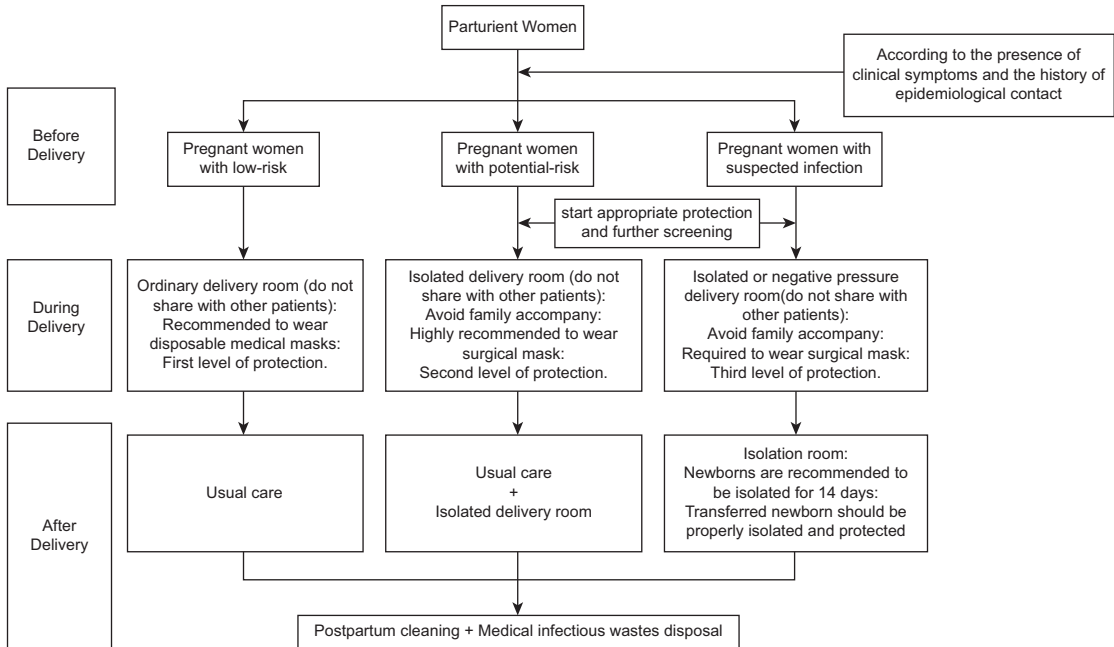 Parturient Women
According to the presence of
clinical symptoms and the history of
epidemiological contact
Before
Delivery
Pregnant women
with low-risk
Pregnant women
with potential-risk
Pregnant women with
suspected infection
start appropriate protection
and further screening
During
Delivery
Ordinary delivery room (do not
share with other patients):
Recommended to wear
disposable medical masks:
First level of protection.
Isolated delivery room (do not
share with other patients):
Avoid family accompany:
Highly recommended to wear
surgical mask:
Second level of protection.
Isolated or negative pressure
delivery room(do not share with
other patients):
Avoid family accompany:
Required to wear surgical mask:
Third level of protection.
After
Delivery
Usual care
Usual care
+
Isolated delivery room
Isolation room:
Newborns are recommended to
be isolated for 14 days:
Transferred newborn should be
properly isolated and protected
Postpartum cleaning + Medical infectious wastes disposal